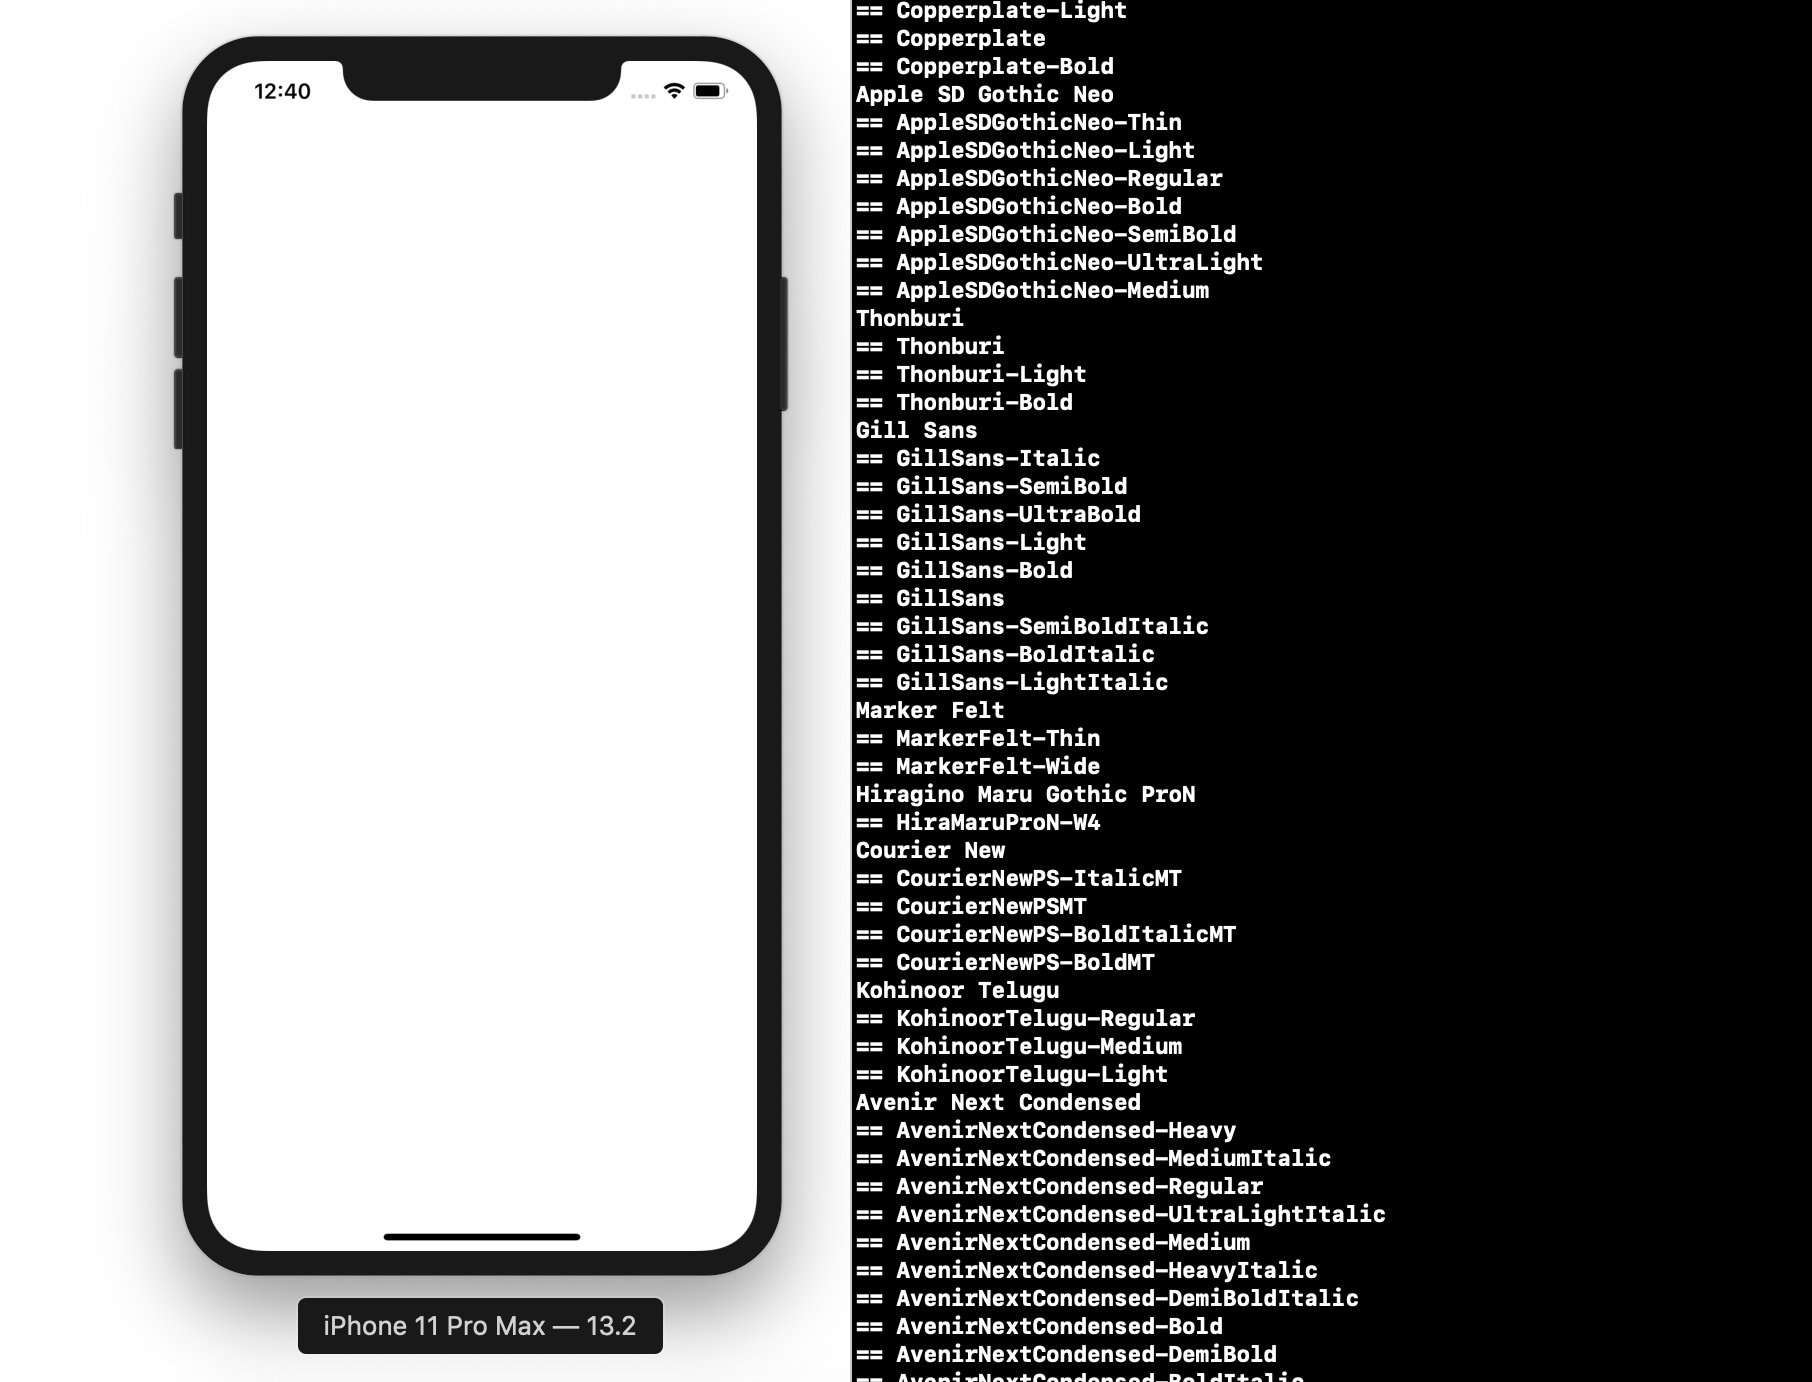 12:40
iPhone 11 Pro Max — 13.2
== Copperplate-Light
== Copperplate
== Copperplate-Bold
Apple SD Gothic Neo
== AppleSDGothicNeo-Thin
== AppleSDGothicNeo-Light
== AppleSDGothicNeo-Regular
== AppleSDGothicNeo-Bold
== AppleSDGothicNeo-SemiBold
== AppleSDGothicNeo-UltraLight
== AppleSDGothicNeo-Medium
Thonburi
== Thonburi
== Thonburi-Light
== Thonburi-Bold
Gill Sans
== GillSans-Italic
== GillSans-SemiBold
== GillSans-UltraBold
== GillSans-Light
== GillSans-Bold
== GillSans
== GillSans-SemiBoldItalic
== GillSans-BoldItalic
== GillSans-LightItalic
Marker Felt
== MarkerFelt-Thin
== MarkerFelt-Wide
Hiragino Maru Gothic ProN
== HiraMaruProN-W4
Courier New
== CourierNewPS-ItalicMT
== CourierNewPSMT
== CourierNewPS-BoldItalicMT
== CourierNewPS-BoldMT
Kohinoor Telugu
== KohinoorTelugu-Regular
== KohinoorTelugu-Medium
== KohinoorTelugu-Light
Avenir Next Condensed
== AvenirNextCondensed-Heavy
== AvenirNextCondensed-MediumItalic
== AvenirNextCondensed-Regular
== AvenirNextCondensed-UltraLightItalic
== AvenirNextCondensed-Medium
== AvenirNextCondensed-HeavyItalic
== AvenirNextCondensed-DemiBoldItalic
== AvenirNextCondensed-Bold
== AvenirNextCondensed-DemiBold
== AvenirNextCondensed-BoldItalic